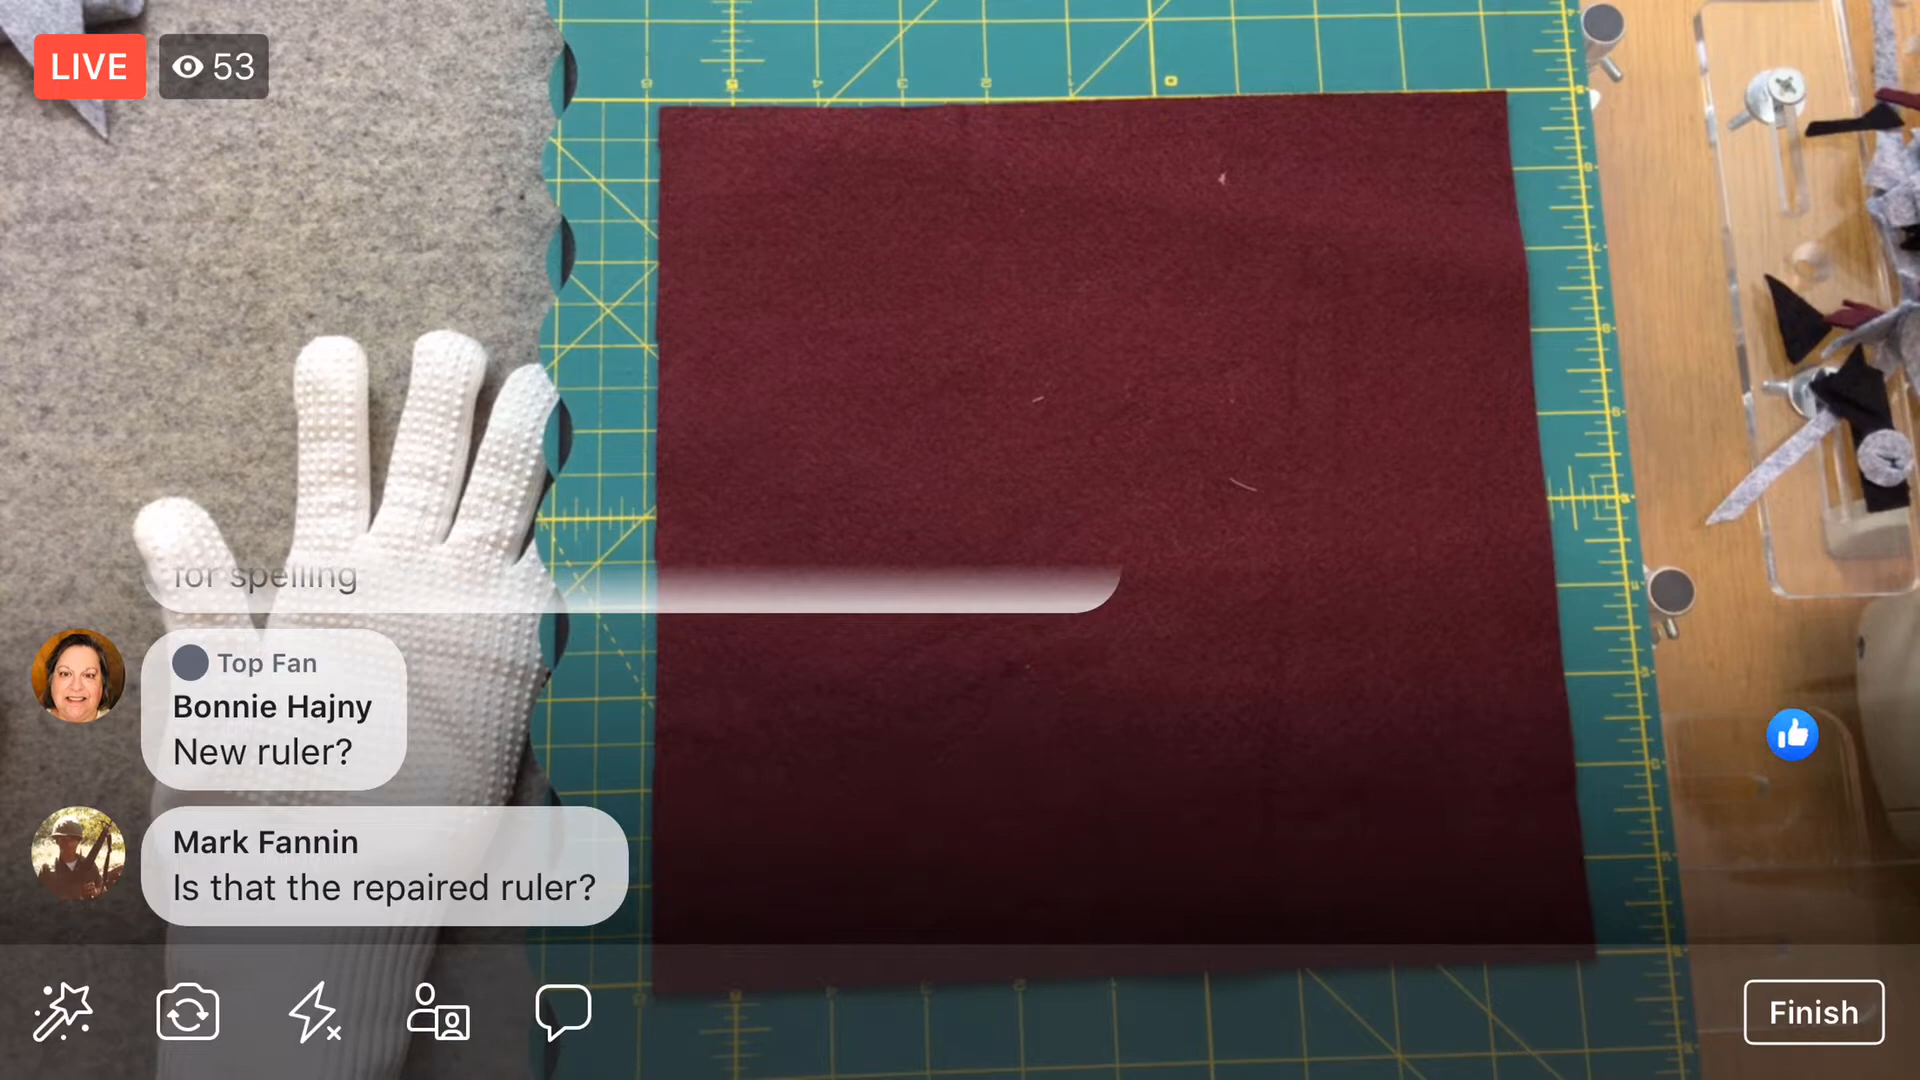 LIVE 53
for spelling
Top Fan
Bonnie Hajny
New ruler?
Mark Fannin
Is that the repaired ruler?
Finish